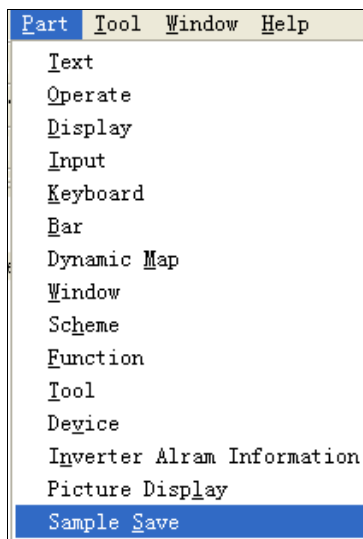 Part Tool Window Help
Text
Operate
Display
Input
Keyboard
Bar
Dynamic Map
Window
Scheme
Function
Tool
Device
Inverter Alram Information
Picture Display
Sample Save